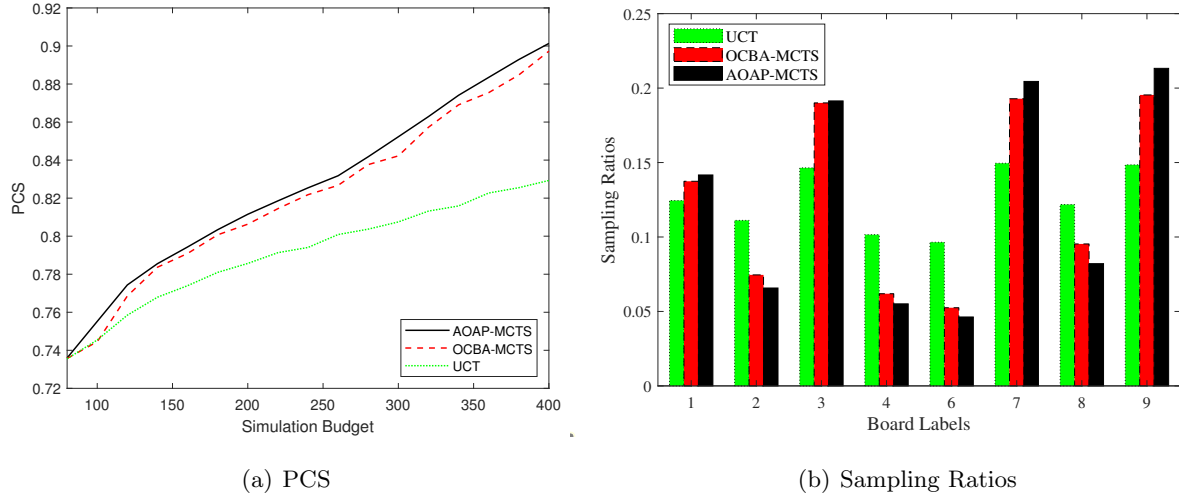 0.92
0.9
0.88
0.86
0.84
0.82
0.8
0.78
0.76
0.74
0.72
PCS
AOAP-MCTS
OCBA-MCTS
UCT
100 150 200 250 300 350 400
Simulation Budget
(a) PCS
0.25
0.2
0.15
0.1
0.05
0
Sampling Ratios
UCT
OCBA-MCTS
AOAP-MCTS
1 2 3 4 6 7 8 9
Board Labels
(b) Sampling Ratios